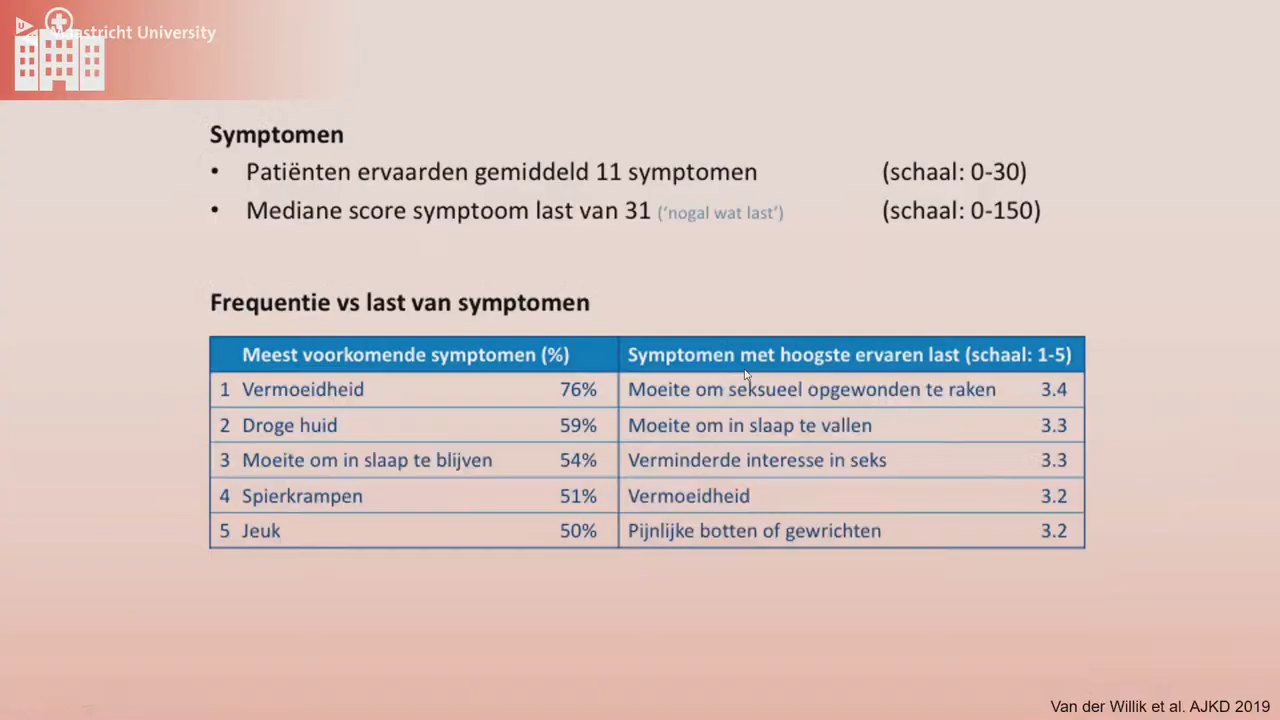 Maastricht University
Symptomen
• Patiënten ervaarden gemiddeld 11 symptomen (schaal: 0-30)
• Mediane score symptoom last van 31 ('nogal wat last') (schaal: 0-150)
Frequentie vs last van symptomen
Meest voorkomende symptomen (%) Symptomen met hoogste ervaren last (schaal: 1-5)
1 Vermoeidheid 76% Moeite om seksueel opgewonden te raken 3.4
2 Droge huid 59% Moeite om in slaap te vallen 3.3
3 Moeite om in slaap te blijven 54% Verminderde interesse in seks 3.3
4 Spierkrampen 51% Vermoeidheid 3.2
5 Jeuk 50% Pijnlijke botten of gewrichten 3.2
Van der Willik et al. AJKD 2019